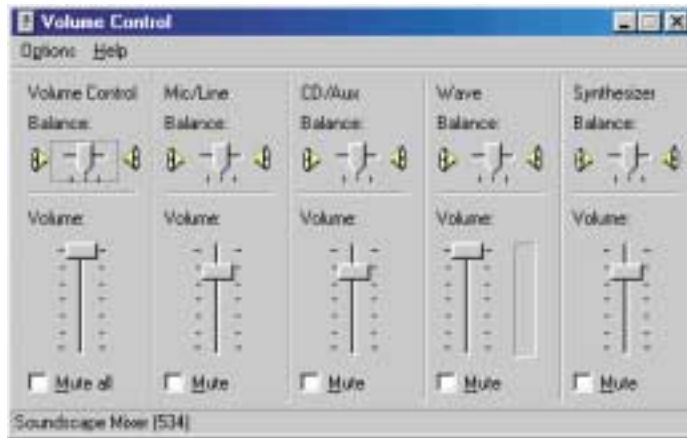 Volume Control
Options Help
Volume Control Mic/Line CD/Aux Wave Synthesizer
Balance: Balance: Balance: Balance: Balance:
Volume: Volume: Volume: Volume: Volume:
Mute all Mute Mute Mute Mute
Soundscape Mixer (534)